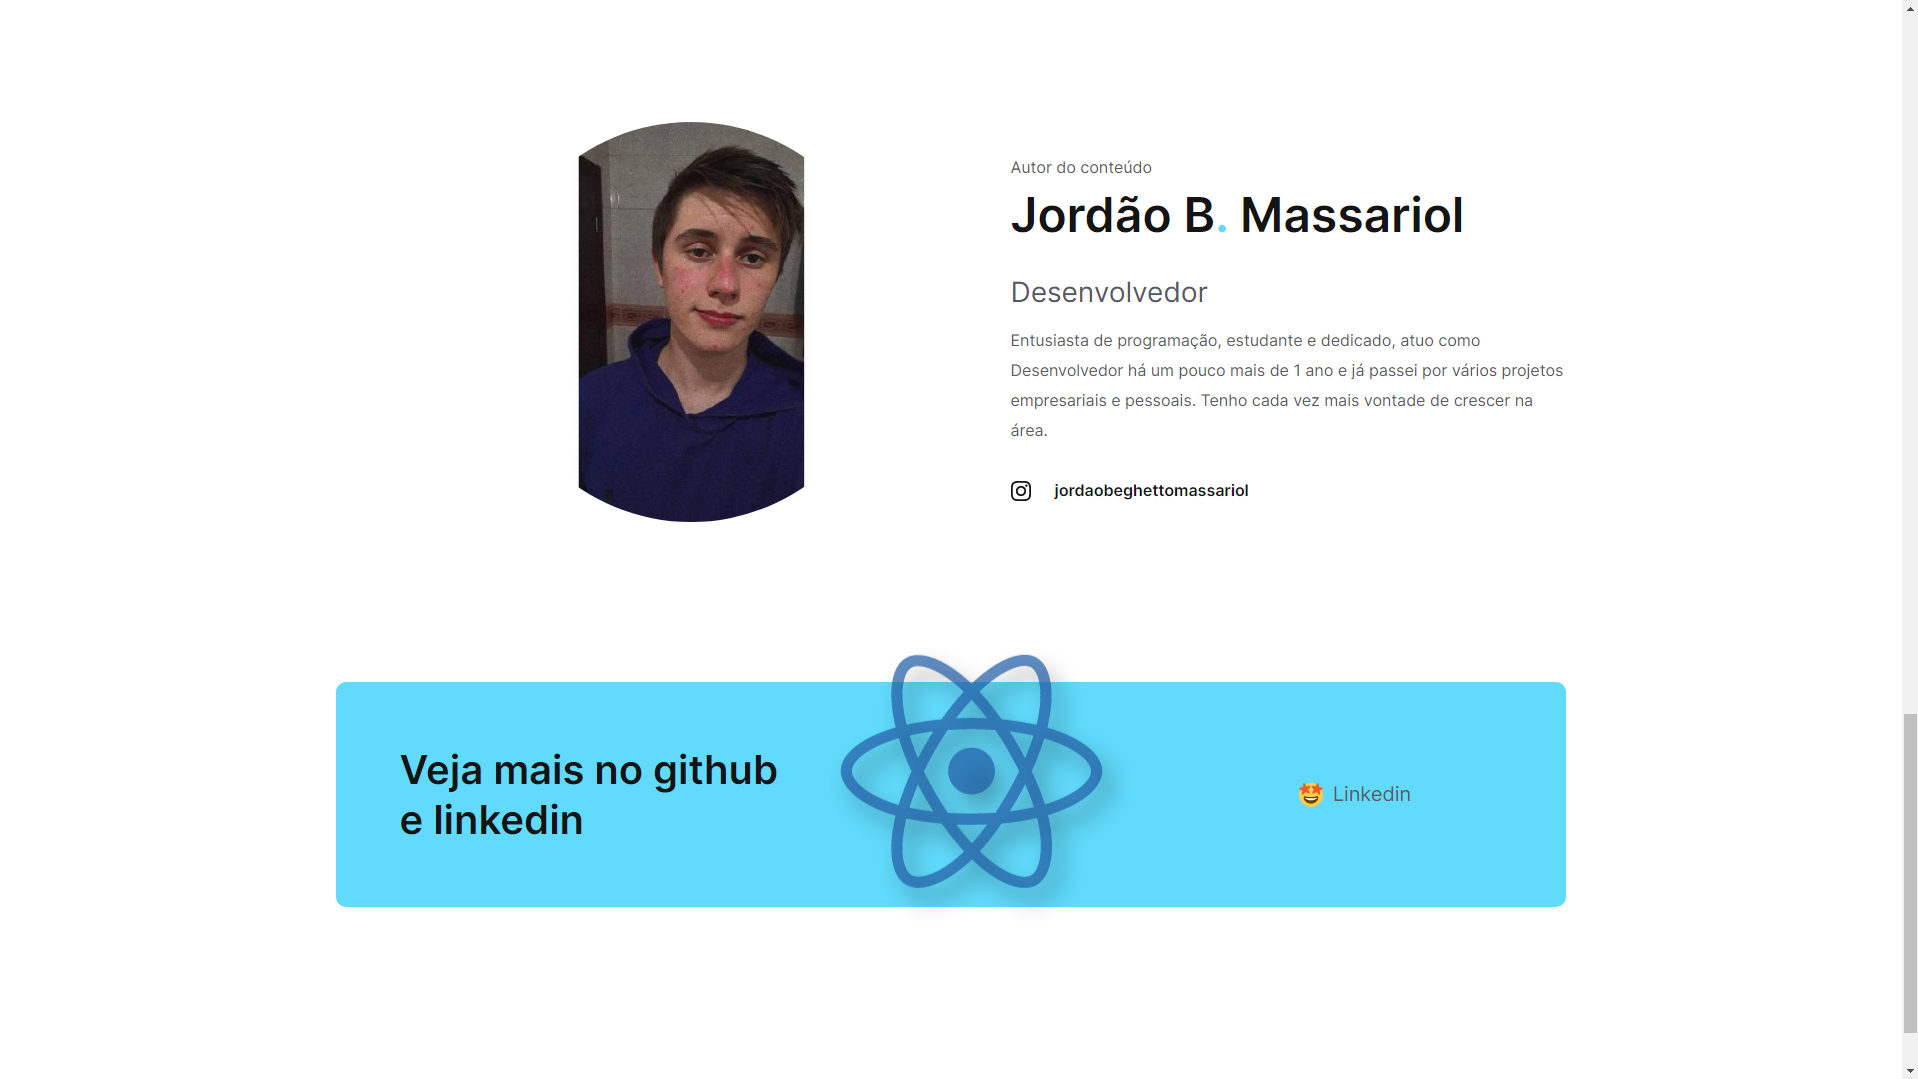 Autor do conteúdo
Jordão B. Massariol
Desenvolvedor
Entusiasta de programação, estudante e dedicado, atuo como
Desenvolvedor há um pouco mais de 1 ano e já passei por vários projetos
empresariais e pessoais. Tenho cada vez mais vontade de crescer na
área.
jordaobeghettomassariol
Veja mais no github
e linkedin
🤩 Linkedin